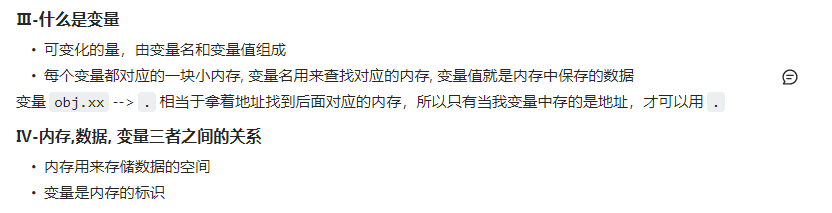 Ⅲ-什么是变量
• 可变化的量，由变量名和变量值组成
• 每个变量都对应的一块小内存, 变量名用来查找对应的内存, 变量值就是内存中保存的数据
变量 obj.xx --> . 相当于拿着地址找到后面对应的内存，所以只有当我变量中存的是地址，才可以用 .
Ⅳ-内存,数据, 变量三者之间的关系
• 内存用来存储数据的空间
• 变量是内存的标识